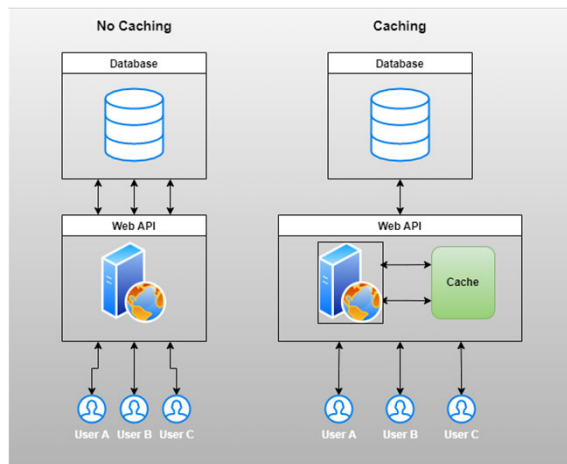 No Caching
Caching
Database
Database
Web API
Web API
Cache
User A
User B
User C
User A
User B
User C